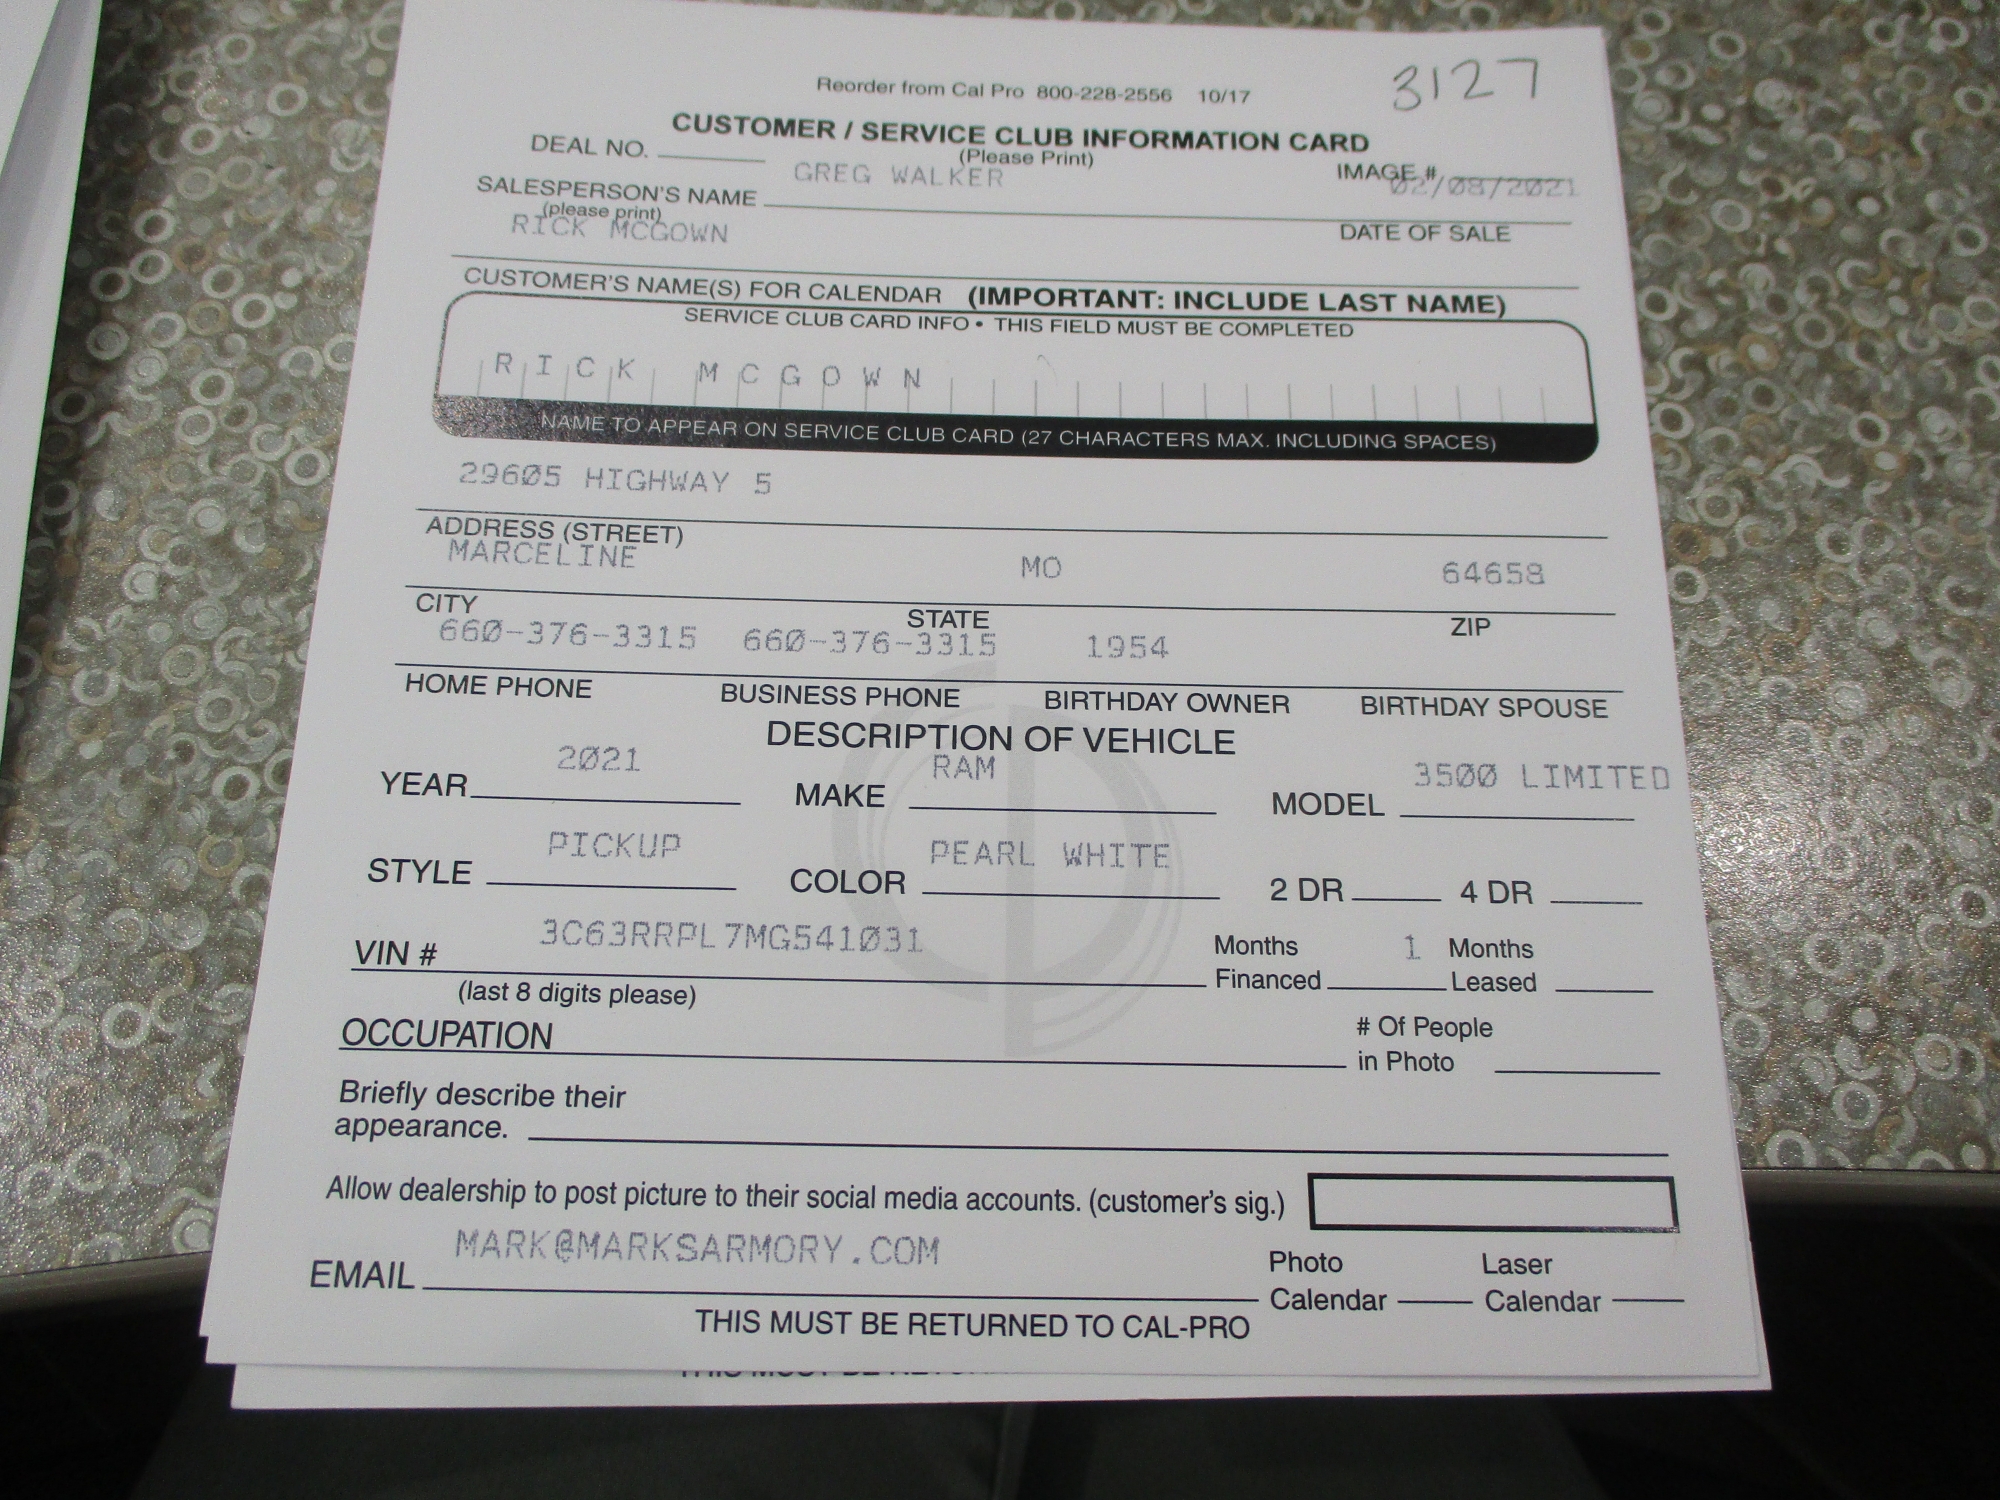 3127
Reorder from Cal Pro 800-228-2556 10/17
CUSTOMER / SERVICE CLUB INFORMATION CARD
(Please Print)
DEAL NO.
IMAGE #
GREG WALKER
02/08/2021
SALESPERSON'S NAME
(please print)
DATE OF SALE
RICK MCGOWN
CUSTOMER'S NAME(S) FOR CALENDAR (IMPORTANT: INCLUDE LAST NAME)
SERVICE CLUB CARD INFO • THIS FIELD MUST BE COMPLETED
RICK MCGOWN
NAME TO APPEAR ON SERVICE CLUB CARD (27 CHARACTERS MAX. INCLUDING SPACES)
29605 HIGHWAY 5
ADDRESS (STREET)
MARCELINE MO 64658
CITY STATE ZIP
660-376-3315 660-376-3315 1954
HOME PHONE BUSINESS PHONE BIRTHDAY OWNER BIRTHDAY SPOUSE
DESCRIPTION OF VEHICLE
YEAR 2021 MAKE RAM MODEL 3500 LIMITED
STYLE PICKUP COLOR PEARL WHITE 2 DR 4 DR
VIN # 3C63RRPL7MG541031 Months Financed 1 Months Leased
(last 8 digits please)
OCCUPATION # Of People in Photo
Briefly describe their
appearance.
Allow dealership to post picture to their social media accounts. (customer's sig.)
EMAIL MARK@MARKSARMORY.COM Photo Calendar Laser Calendar
THIS MUST BE RETURNED TO CAL-PRO